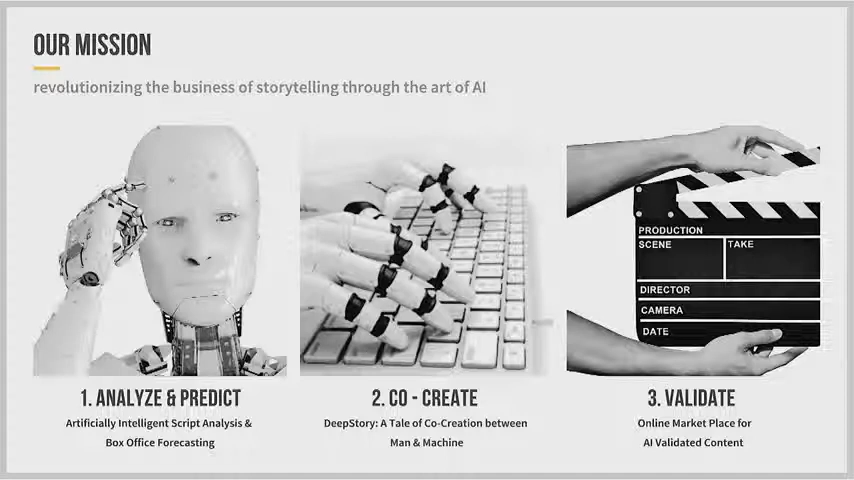 OUR MISSION
revolutionizing the business of storytelling through the art of AI
PRODUCTION
SCENE
TAKE
DIRECTOR
CAMERA
DATE
1. ANALYZE & PREDICT
Artificially Intelligent Script Analysis &
Box Office Forecasting
2. CO - CREATE
DeepStory: A Tale of Co-Creation between
Man & Machine
3. VALIDATE
Online Market Place for
AI Validated Content